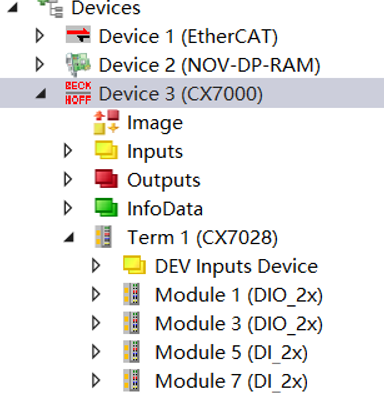 Devices
Device 1 (EtherCAT)
Device 2 (NOV-DP-RAM)
BECK
HOFF
Device 3 (CX7000)
Image
Inputs
Outputs
InfoData
Term 1 (CX7028)
DEV Inputs Device
Module 1 (DIO_2x)
Module 3 (DIO_2x)
Module 5 (DI_2x)
Module 7 (DI_2x)